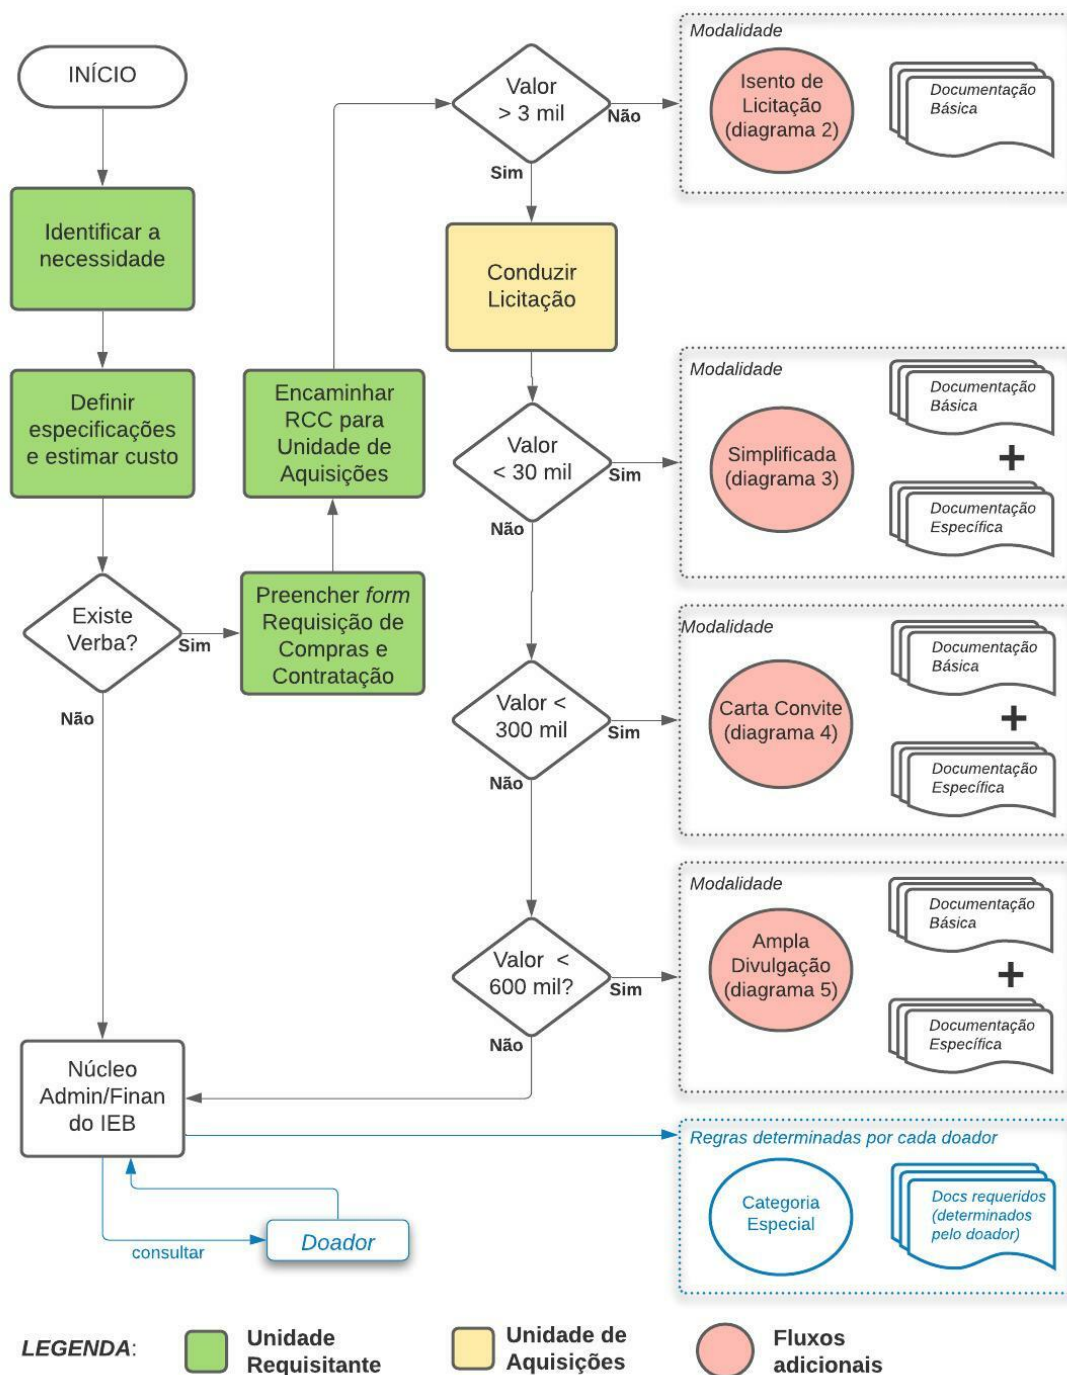 INÍCIO
Identificar a
necessidade
Definir
especificações
e estimar custo
Existe
Verba?
Sim
Não
Preencher form
Requisição de
Compras e
Contratação
Encaminhar
RCC para
Unidade de
Aquisições
Valor
> 3 mil
Não
Sim
Modalidade
Isento de
Licitação
(diagrama 2)
Documentação
Básica
Conduzir
Licitação
Valor
< 30 mil
Sim
Não
Modalidade
Simplificada
(diagrama 3)
Documentação
Básica
+
Documentação
Específica
Valor <
300 mil
Sim
Não
Modalidade
Carta Convite
(diagrama 4)
Documentação
Básica
+
Documentação
Específica
Valor <
600 mil?
Sim
Não
Modalidade
Ampla
Divulgação
(diagrama 5)
Documentação
Básica
+
Documentação
Específica
Núcleo
Admin/Finan
do IEB
consultar
Doador
Regras determinadas por cada doador
Categoria
Especial
Docs requeridos
(determinados
pelo doador)
LEGENDA:
Unidade
Requisitante
Unidade de
Aquisições
Fluxos
adicionais